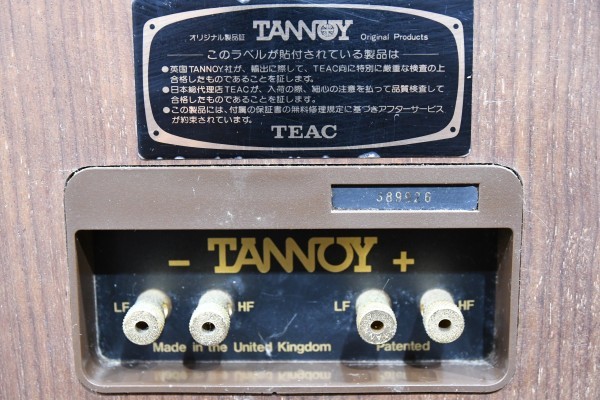 オリジナル製品証 TANNOY Original Products
このラベルが貼付されている製品は
●英国TANNOY社が、輸出に際して、TEAC向に特別に厳重な検査の上
合格したものであることを証します。
●日本総代理店TEACが、入荷の際、細心の注意を払って品質検査して
合格したものであることを証します。
●この製品には、付属の保証書の無料修理規定に基づきアフターサービス
が約束されています。
TEAC
- TANNOY +
LF HF LF HF
Made in the United Kingdom Patented